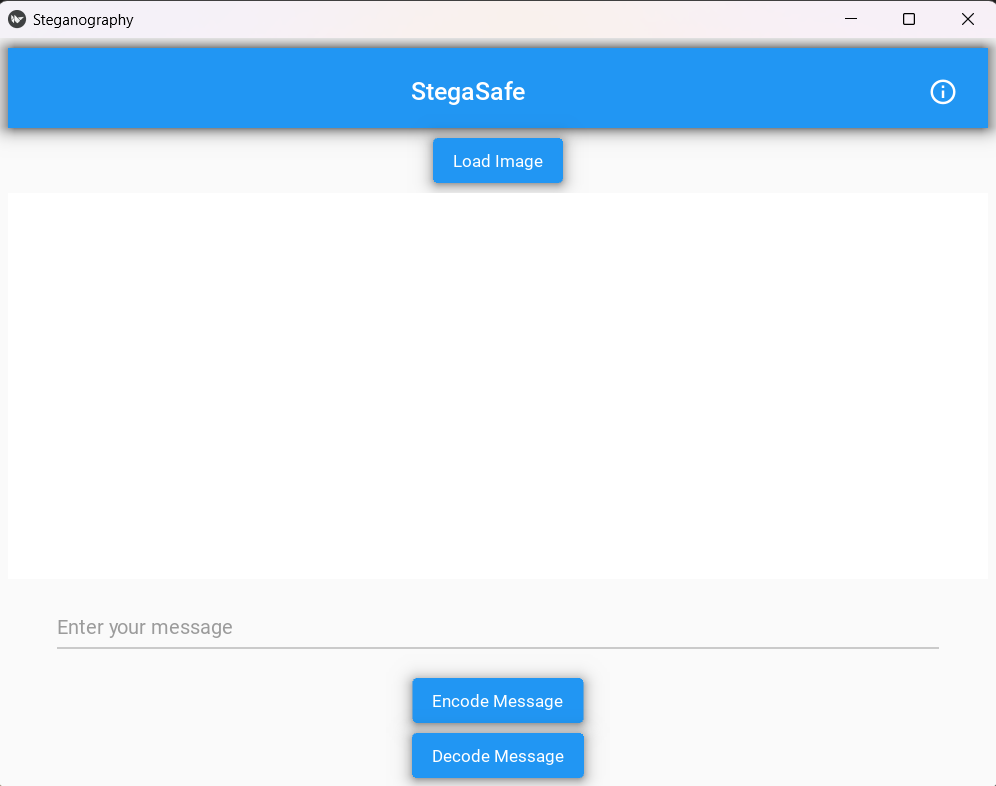 Steganography
StegaSafe
Load Image
Enter your message
Encode Message
Decode Message